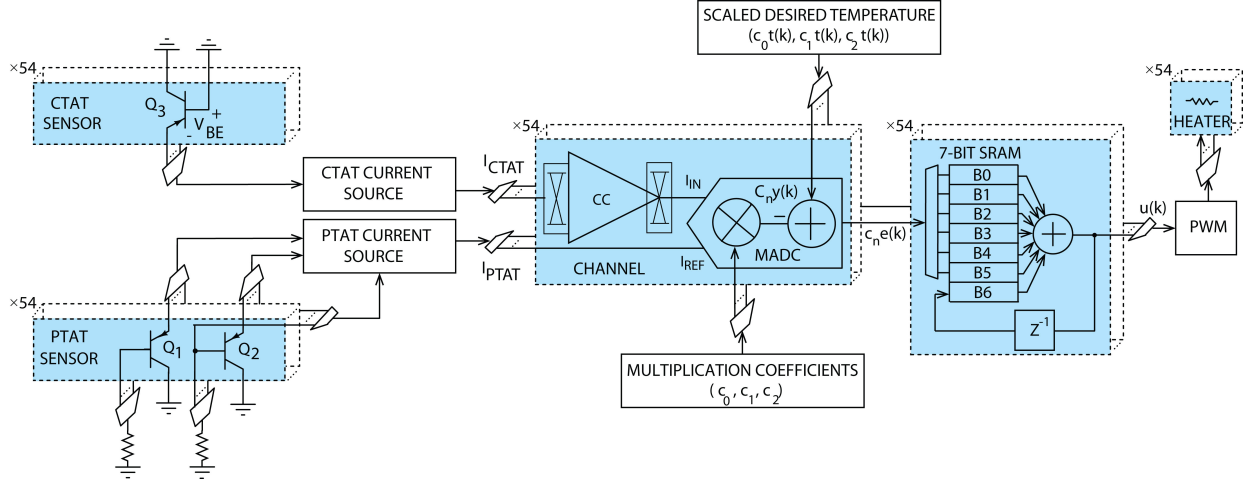 SCALED DESIRED TEMPERATURE
(c0t(k), c1t(k), c2t(k))
×54
CTAT
SENSOR
Q3
+
VBE
-
CTAT CURRENT
SOURCE
ICTAT
PTAT CURRENT
SOURCE
IPTAT
×54
PTAT
SENSOR
Q1
Q2
×54
CC
IIN
CHANNEL
IREF
Cny(k)
−
+
MADC
MULTIPLICATION COEFFICIENTS
(c0, c1, c2)
cne(k)
×54
7-BIT SRAM
B0
B1
B2
B3
B4
B5
B6
+
Z-1
u(k)
PWM
×54
HEATER